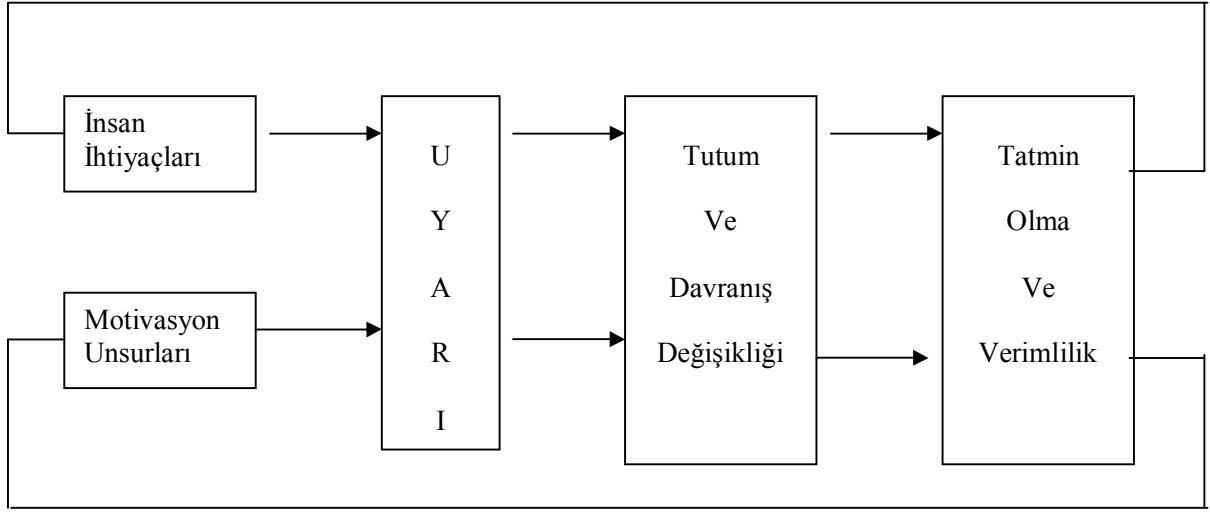 İnsan
İhtiyaçları
Motivasyon
Unsurları
U
Y
A
R
I
Tutum
Ve
Davranış
Değişikliği
Tatmin
Olma
Ve
Verimlilik